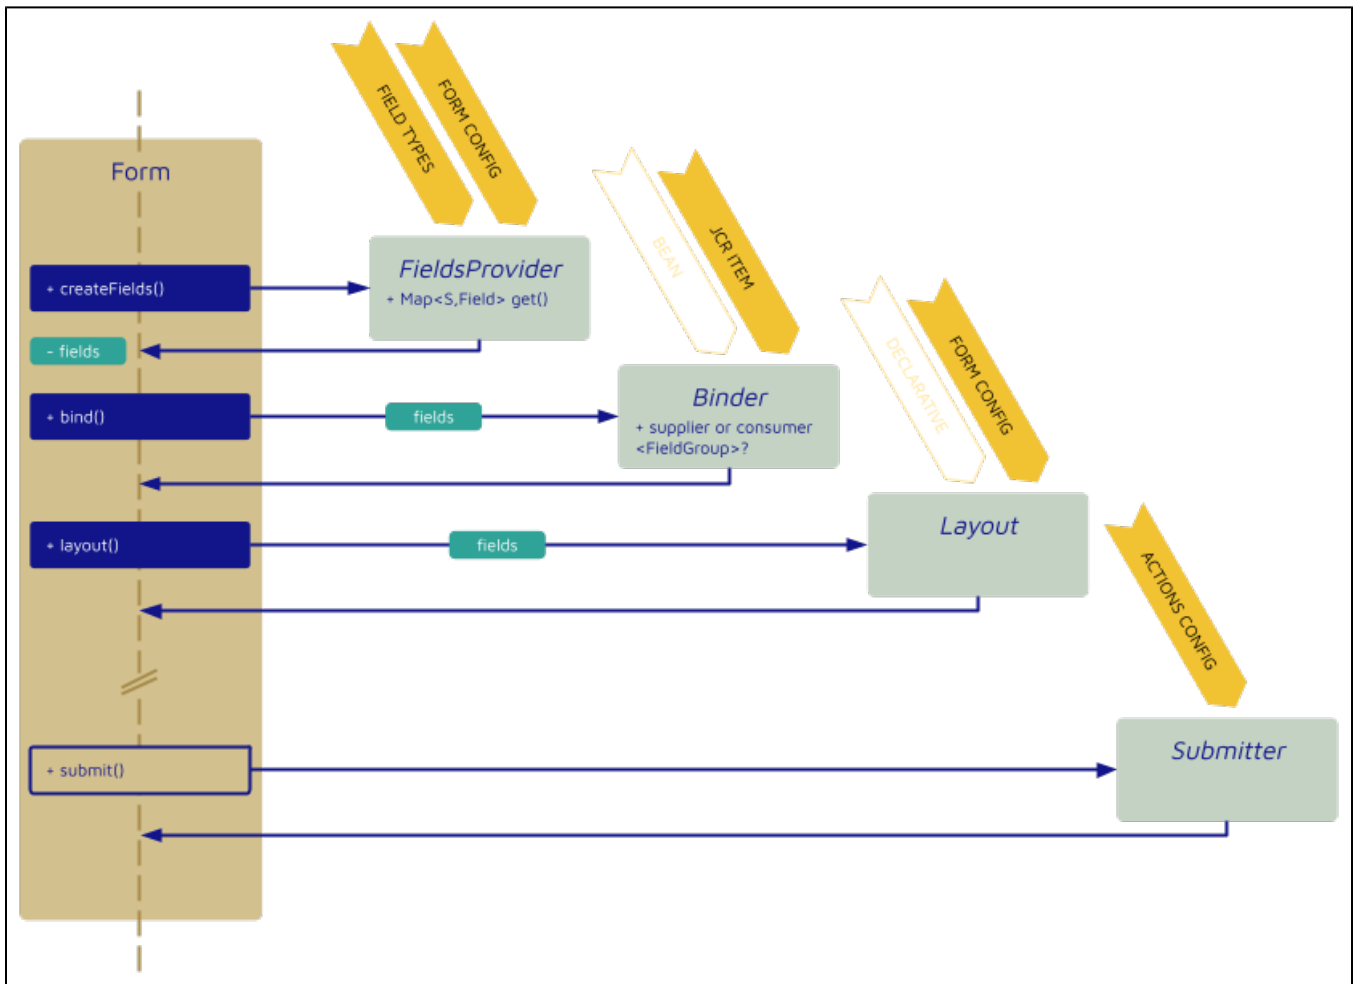 FIELD TYPES
FORM CONFIG
Form
BEAN
JCR ITEM
FieldsProvider
+ Map<S,Field> get()
+ createFields()
- fields
DECLARATIVE
FORM CONFIG
Binder
+ supplier or consumer
<FieldGroup>?
+ bind()
fields
Layout
+ layout()
fields
ACTIONS CONFIG
Submitter
+ submit()